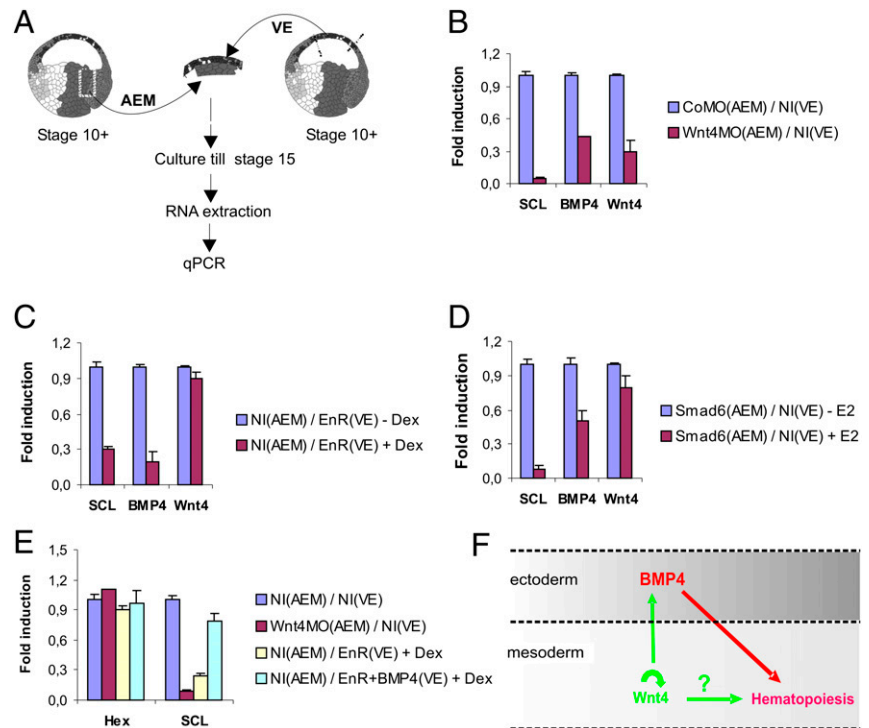 A
VE
AEM
Stage 10+
Stage 10+
Culture till stage 15
RNA extraction
qPCR
B
Fold induction
1,2
0,9
0,6
0,3
0,0
SCL BMP4 Wnt4
CoMO(AEM) / NI(VE)
Wnt4MO(AEM) / NI(VE)
C
Fold induction
1,2
0,9
0,6
0,3
0,0
SCL BMP4 Wnt4
NI(AEM) / EnR(VE) - Dex
NI(AEM) / EnR(VE) + Dex
D
Fold induction
1,2
0,9
0,6
0,3
0,0
SCL BMP4 Wnt4
Smad6(AEM) / NI(VE) - E2
Smad6(AEM) / NI(VE) + E2
E
Fold induction
1,5
1,2
0,9
0,6
0,3
0,0
Hex SCL
NI(AEM) / NI(VE)
Wnt4MO(AEM) / NI(VE)
NI(AEM) / EnR(VE) + Dex
NI(AEM) / EnR+BMP4(VE) + Dex
F
ectoderm
BMP4
mesoderm
Wnt4
?
Hematopoiesis